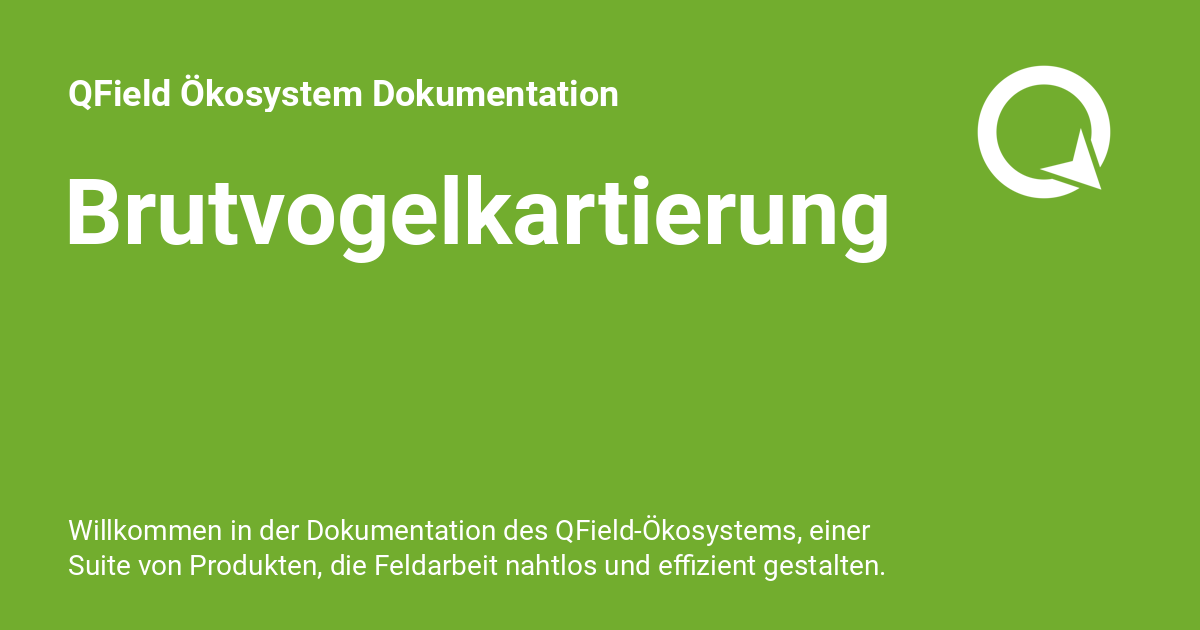 QField Ökosystem Dokumentation
Brutvogelkartierung
Willkommen in der Dokumentation des QField-Ökosystems, einer
Suite von Produkten, die Feldarbeit nahtlos und effizient gestalten.